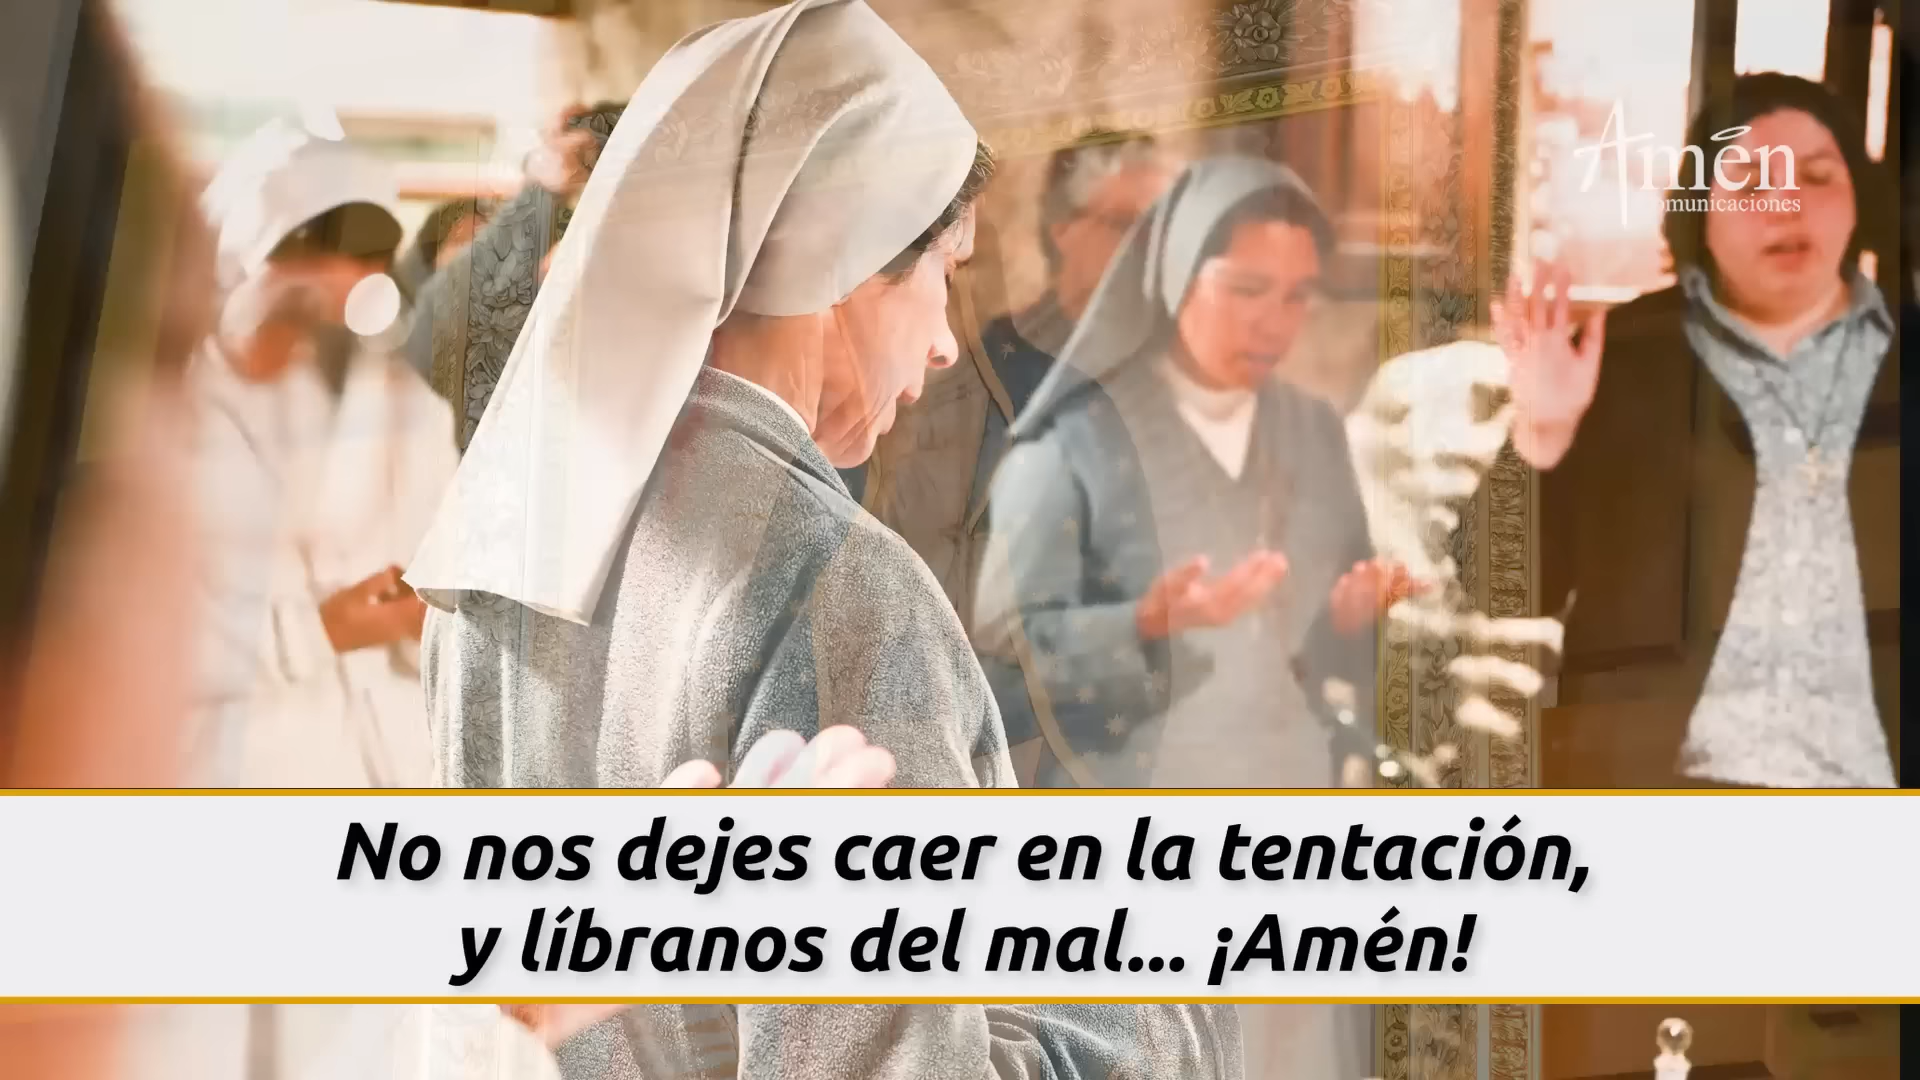 Amén
comunicaciones
No nos dejes caer en la tentación,
y líbranos del mal... ¡Amén!